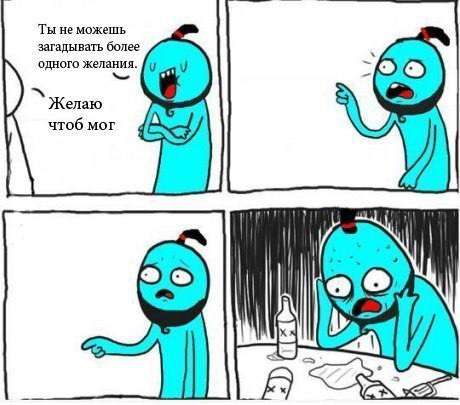 Ты не можешь
загадывать более
одного желания.
Желаю
чтоб мог
x x
x x
x x